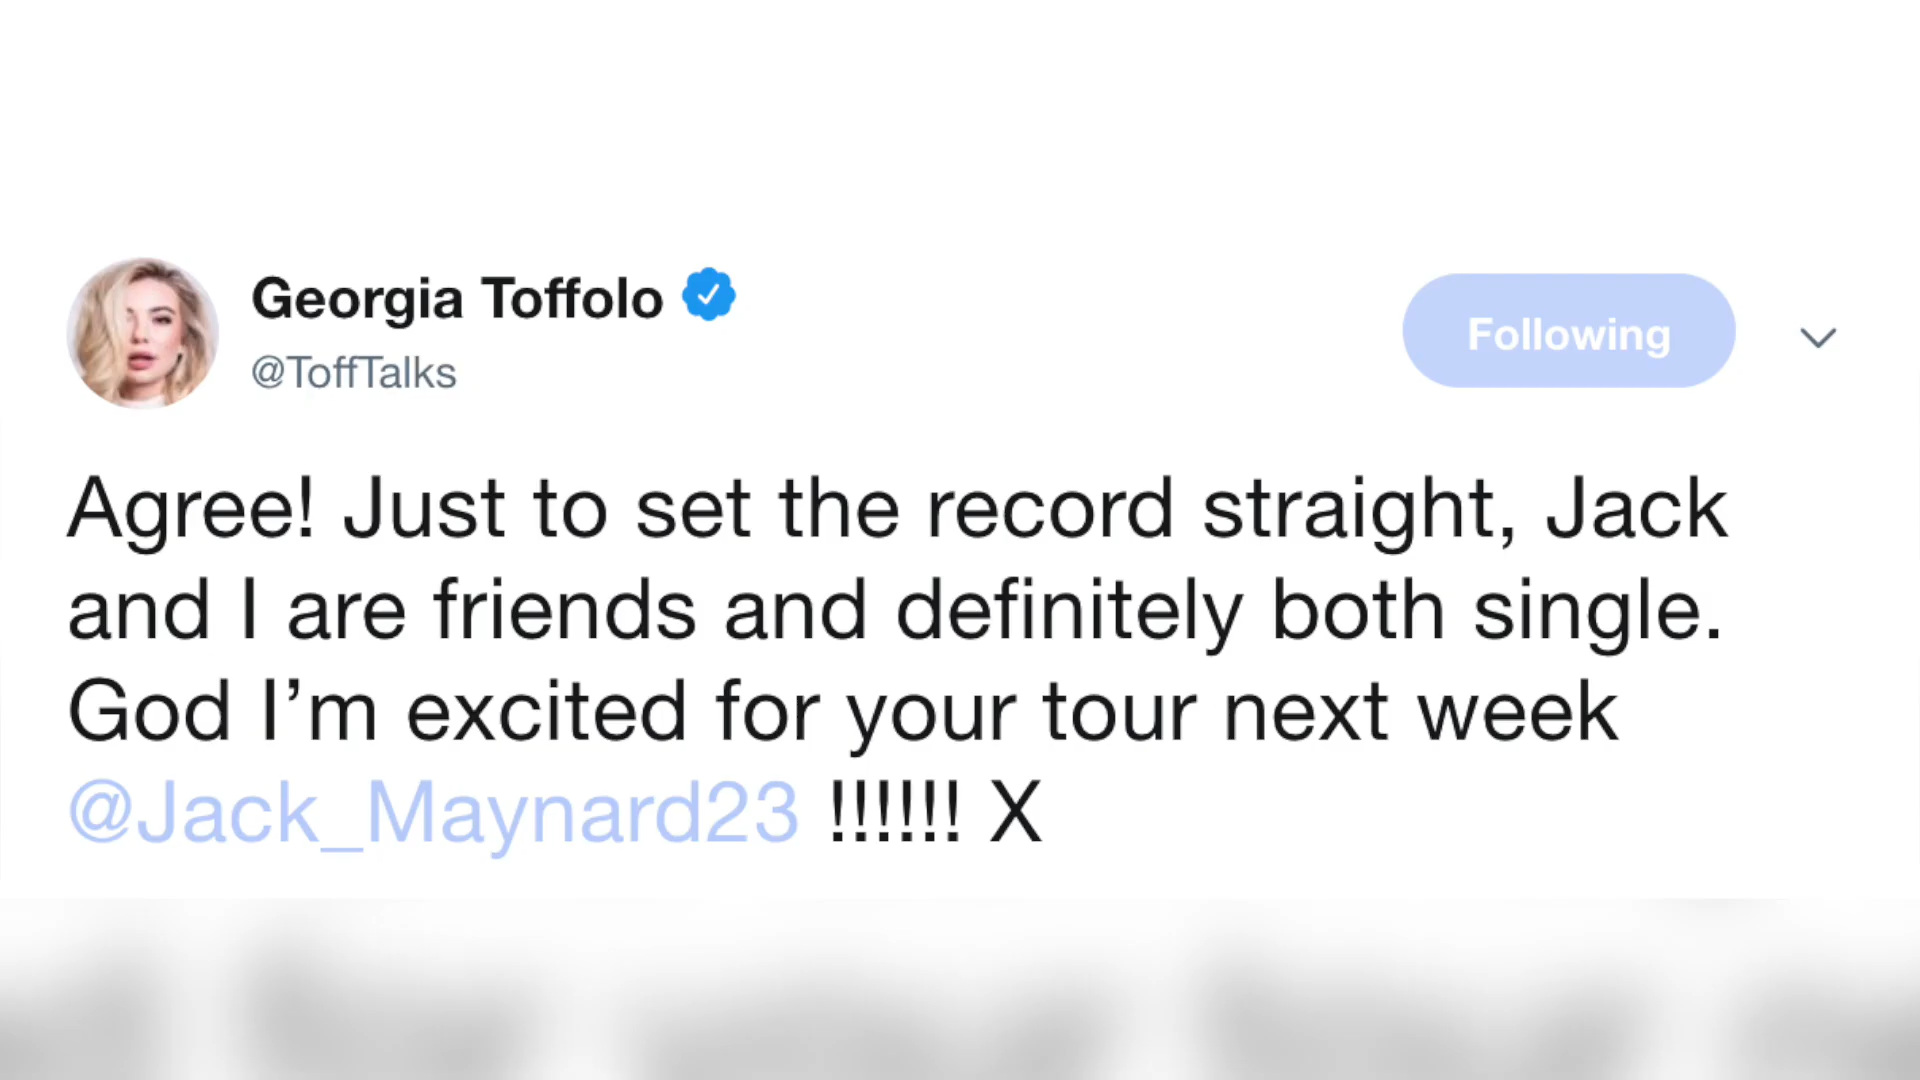 Georgia Toffolo
@ToffTalks
Following
Agree! Just to set the record straight, Jack
and I are friends and definitely both single.
God I’m excited for your tour next week
@Jack_Maynard23 !!!!!! X